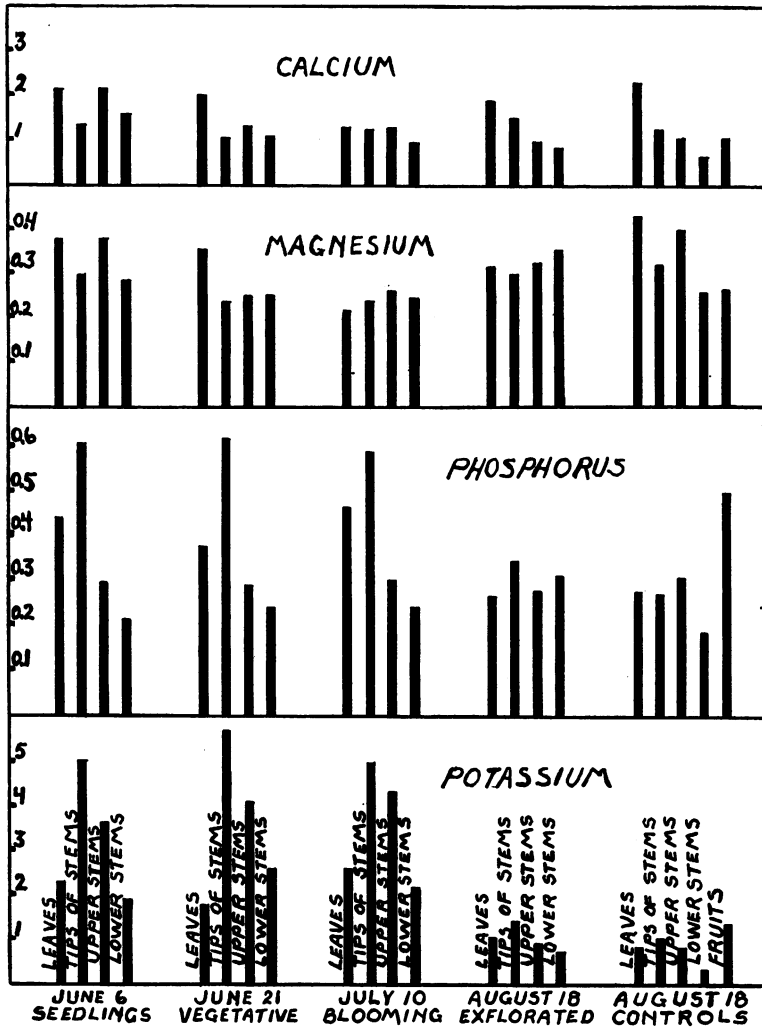 3
CALCIUM
2
1
0.4
MAGNESIUM
0.3
0.2
0.1
0.6
PHOSPHORUS
0.5
0.4
0.3
0.2
0.1
5
POTASSIUM
4
3
2
1
LEAVES
TIPS OF STEMS
UPPER STEMS
LOWER STEMS
LEAVES
TIPS OF STEMS
UPPER STEMS
LOWER STEMS
LEAVES
TIPS OF STEMS
UPPER STEMS
LOWER STEMS
LEAVES
TIPS OF STEMS
UPPER STEMS
LOWER STEMS
LEAVES
TIPS OF STEMS
UPPER STEMS
LOWER STEMS
FRUITS
JUNE 6 JUNE 21 JULY 10 AUGUST 18 AUGUST 18
SEEDLINGS VEGETATIVE BLOOMING EXFLORATED CONTROLS